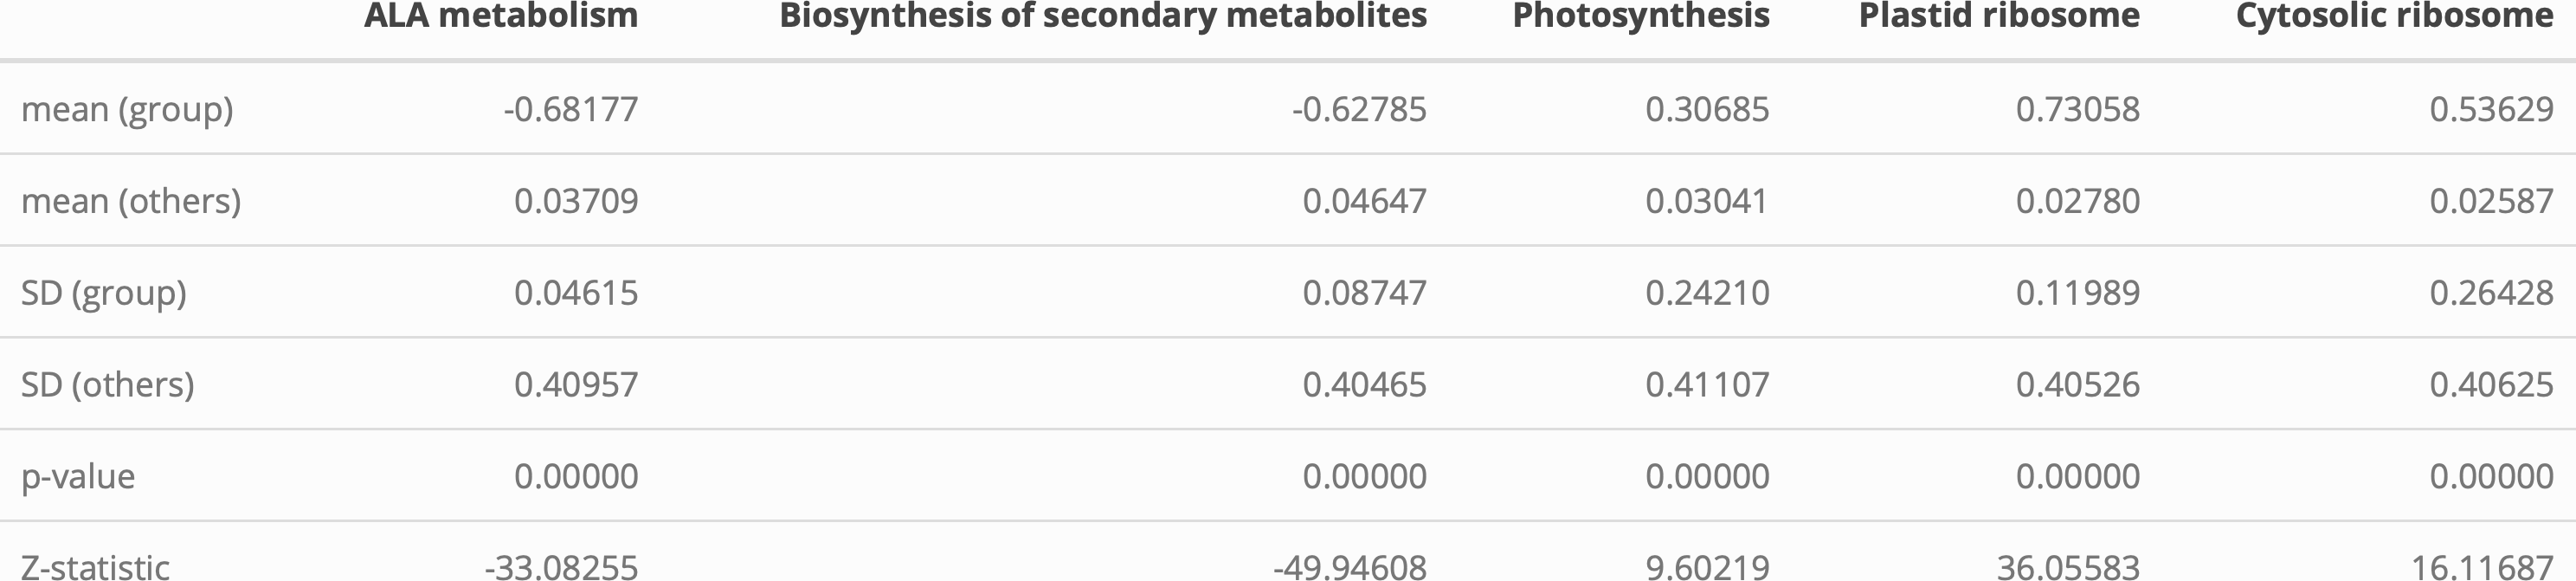 ALA metabolism Biosynthesis of secondary metabolites Photosynthesis Plastid ribosome Cytosolic ribosome
mean (group) -0.68177 -0.62785 0.30685 0.73058 0.53629
mean (others) 0.03709 0.04647 0.03041 0.02780 0.02587
SD (group) 0.04615 0.08747 0.24210 0.11989 0.26428
SD (others) 0.40957 0.40465 0.41107 0.40526 0.40625
p-value 0.00000 0.00000 0.00000 0.00000 0.00000
Z-statistic -33.08255 -49.94608 9.60219 36.05583 16.11687